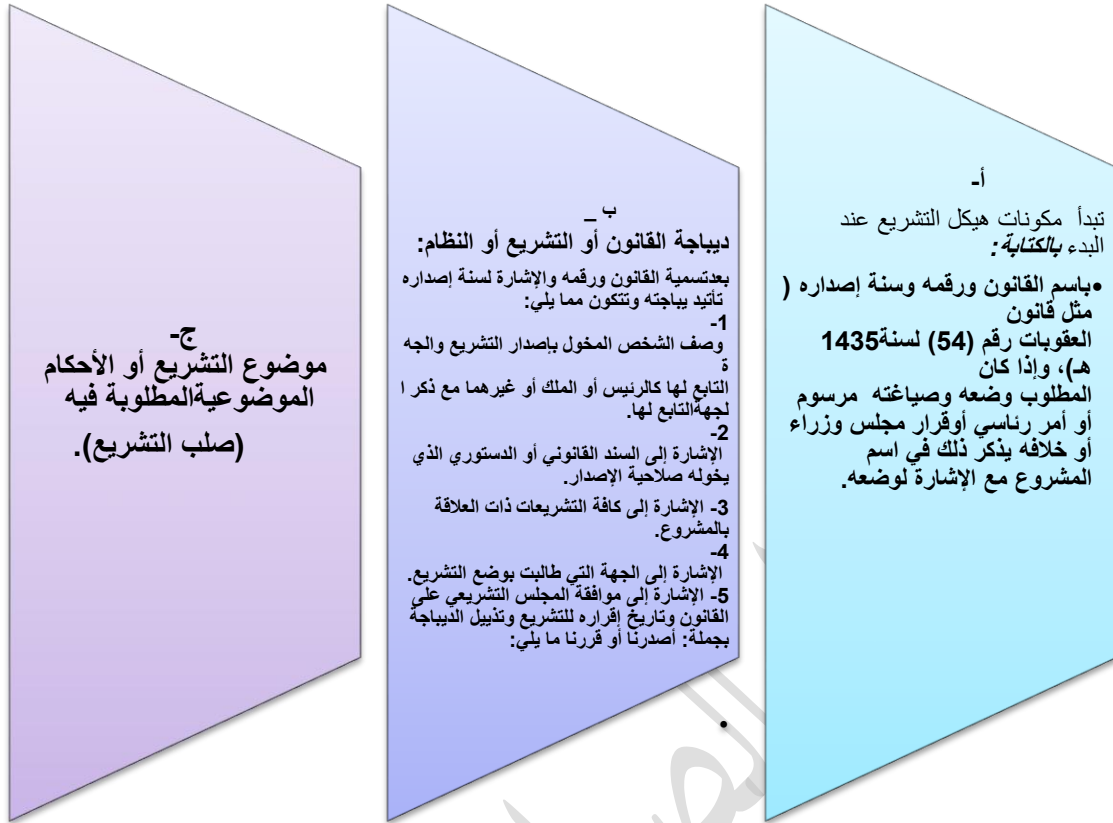 أ-
تبدأ مكونات هيكل التشريع عند
البدء بالكتابة:
•باسم القانون ورقمه وسنة إصداره (
مثل قانون
العقوبات رقم (54) لسنة1435
هـ)، وإذا كان
المطلوب وضعه وصياغته مرسوم
أو أمر رئاسي أوقرار مجلس وزراء
أو خلافه يذكر ذلك في اسم
المشروع مع الإشارة لوضعه.
ب _
ديباجة القانون أو التشريع أو النظام:
بعدتسمية القانون ورقمه والإشارة لسنة إصداره
تأتيد يباجته وتتكون مما يلي:
1-
وصف الشخص المخول بإصدار التشريع والجه
ة
التابع لها كالرئيس أو الملك أو غيرهما مع ذكر ا
لجهةالتابع لها.
2-
الإشارة إلى السند القانوني أو الدستوري الذي
يخوله صلاحية الإصدار.
3- الإشارة إلى كافة التشريعات ذات العلاقة
بالمشروع.
4-
الإشارة إلى الجهة التي طالبت بوضع التشريع.
5- الإشارة إلى موافقة المجلس التشريعي على
القانون وتاريخ إقراره للتشريع وتذييل الديباجة
بجملة: أصدرنا أو قررنا ما يلي:
•
ج-
موضوع التشريع أو الأحكام
الموضوعيةالمطلوبة فيه
(صلب التشريع).